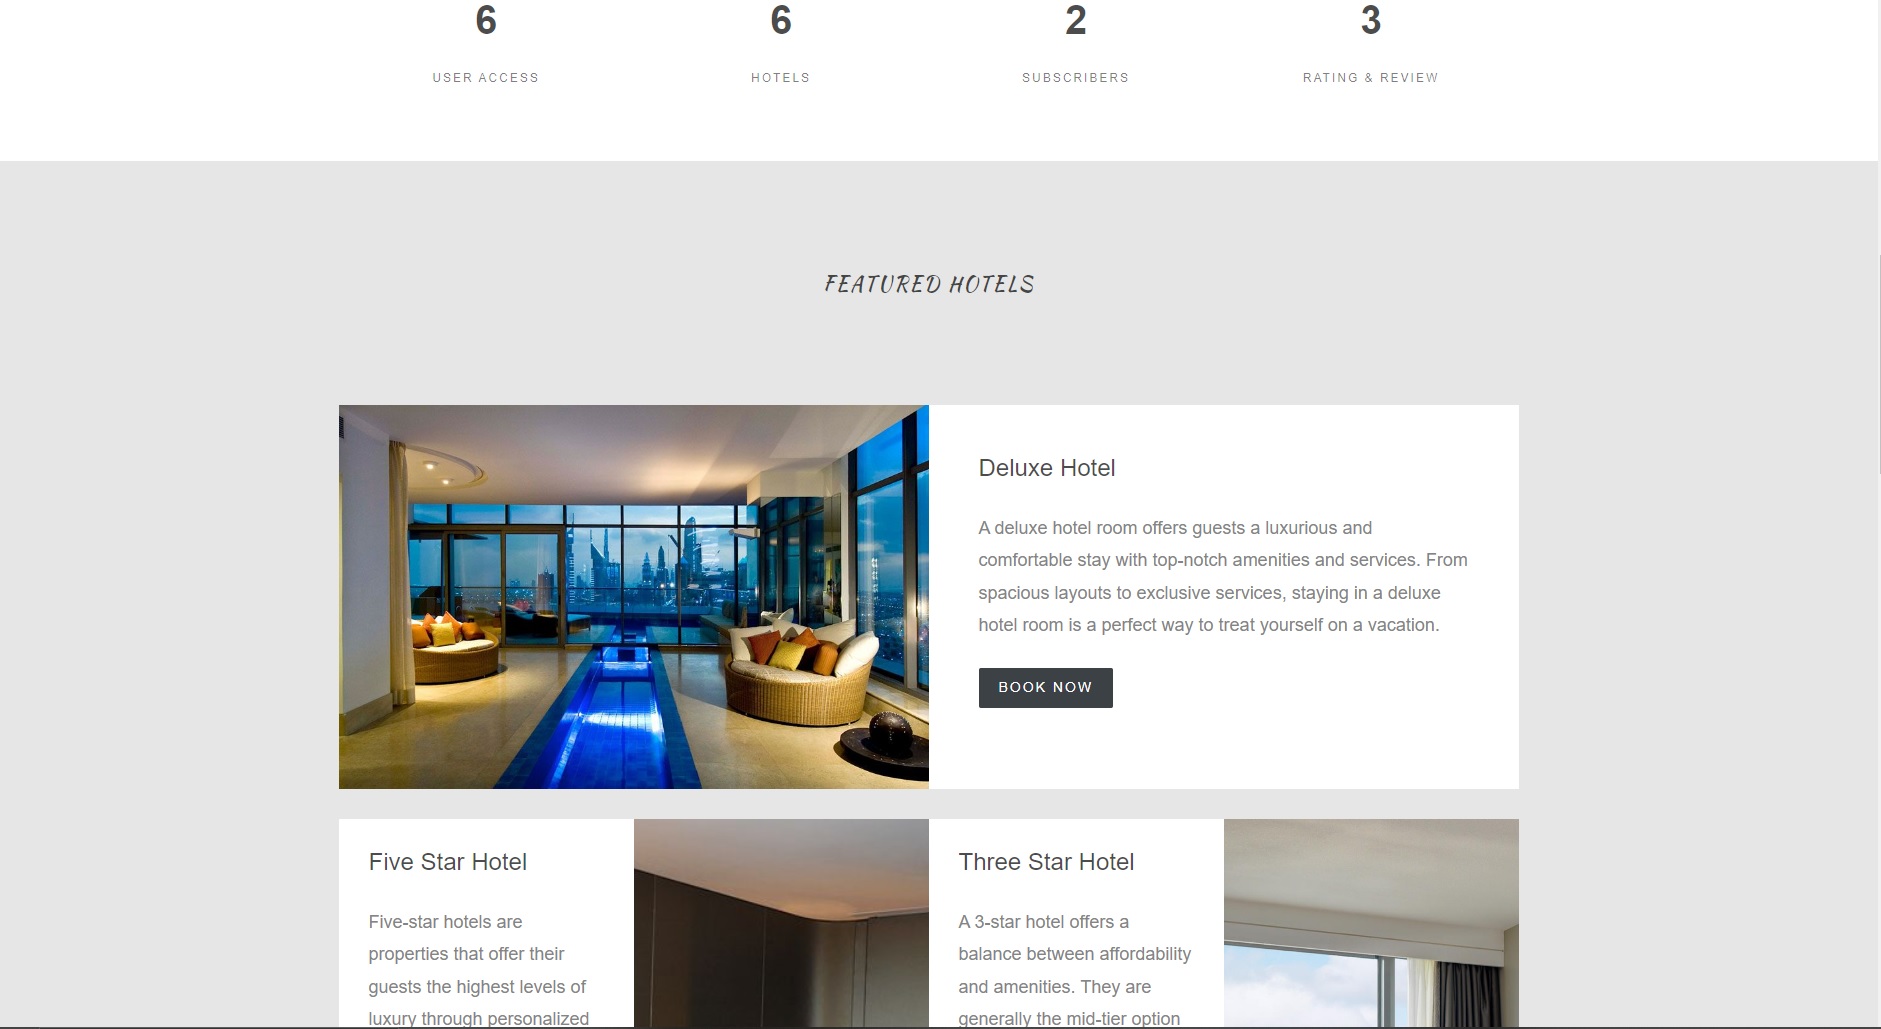 6
6
2
3
USER ACCESS
HOTELS
SUBSCRIBERS
RATING & REVIEW
FEATURED HOTELS
Deluxe Hotel
A deluxe hotel room offers guests a luxurious and
comfortable stay with top-notch amenities and services. From
spacious layouts to exclusive services, staying in a deluxe
hotel room is a perfect way to treat yourself on a vacation.
BOOK NOW
Five Star Hotel
Five-star hotels are
properties that offer their
guests the highest levels of
luxury through personalized
Three Star Hotel
A 3-star hotel offers a
balance between affordability
and amenities. They are
generally the mid-tier option